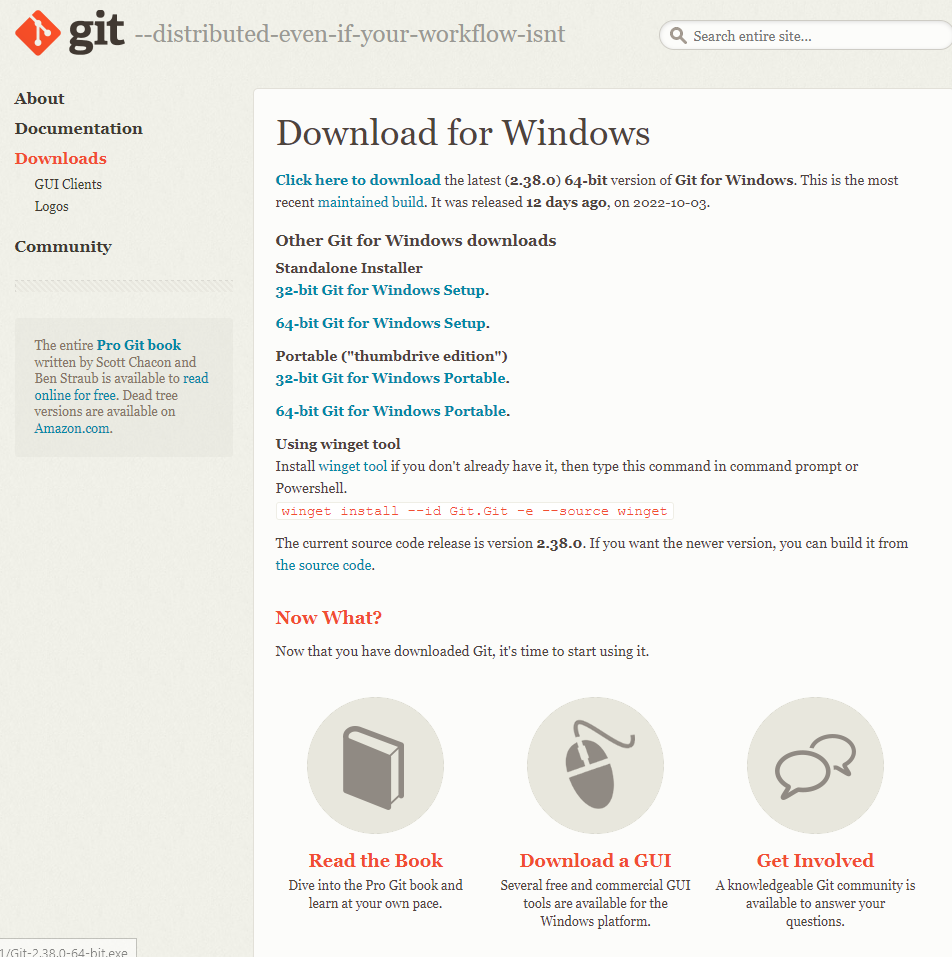 git --distributed-even-if-your-workflow-isnt
Search entire site...
About
Documentation
Downloads
GUI Clients
Logos
Community
The entire Pro Git book
written by Scott Chacon and
Ben Straub is available to read
online for free. Dead tree
versions are available on
Amazon.com.
Download for Windows
Click here to download the latest (2.38.0) 64-bit version of Git for Windows. This is the most
recent maintained build. It was released 12 days ago, on 2022-10-03.
Other Git for Windows downloads
Standalone Installer
32-bit Git for Windows Setup.
64-bit Git for Windows Setup.
Portable ("thumbdrive edition")
32-bit Git for Windows Portable.
64-bit Git for Windows Portable.
Using winget tool
Install winget tool if you don't already have it, then type this command in command prompt or
Powershell.
winget install --id Git.Git -e --source winget
The current source code release is version 2.38.0. If you want the newer version, you can build it from
the source code.
Now What?
Now that you have downloaded Git, it's time to start using it.
Read the Book
Dive into the Pro Git book and
learn at your own pace.
Download a GUI
Several free and commercial GUI
tools are available for the
Windows platform.
Get Involved
A knowledgeable Git community is
available to answer your
questions.
1/Git-2.38.0-64-bit.exe